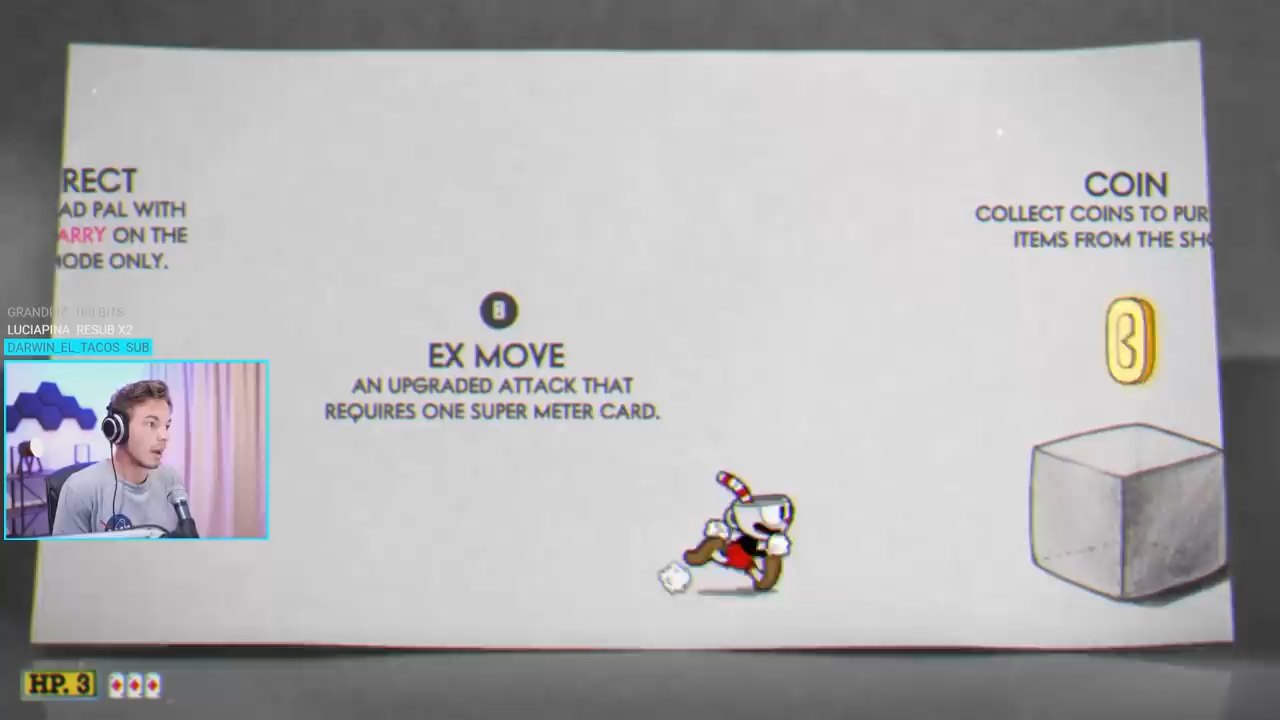 RECT
AD PAL WITH
ARRY ON THE
MODE ONLY.
COIN
COLLECT COINS TO PUR
ITEMS FROM THE SHO
B
EX MOVE
AN UPGRADED ATTACK THAT
REQUIRES ONE SUPER METER CARD.
LUCIAPINA RESUB X2
DARWIN_EL_TACOS SUB
HP. 3